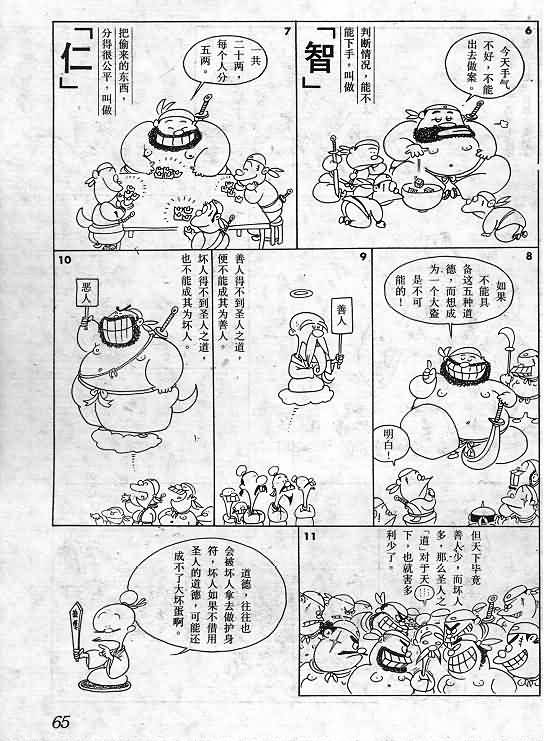 6
今天手气
不好，不能
出去做案。
判断情况，能不
能下手，叫做
「智」
7
一共
二十两，
每个人分
五两。
把偷来的东西，
分得很公平，叫做
「仁」
8
如果
不能具
备这五种道
德，而想成
为一个大盗
是不可
能的！
明白！
9
善人
善人得不到圣人之道，
便不能成其为善人。
10
恶人
坏人得不到圣人之道，
也不能成其为坏人。
11
但天下毕竟
善人少，而坏人
多，那么圣人之
「道」对于天
下，也就害多
利少了。
道德，往往也
会被坏人拿去做护身
符，坏人如果不借用
圣人的道德，可能还
成不了大坏蛋啊。
65